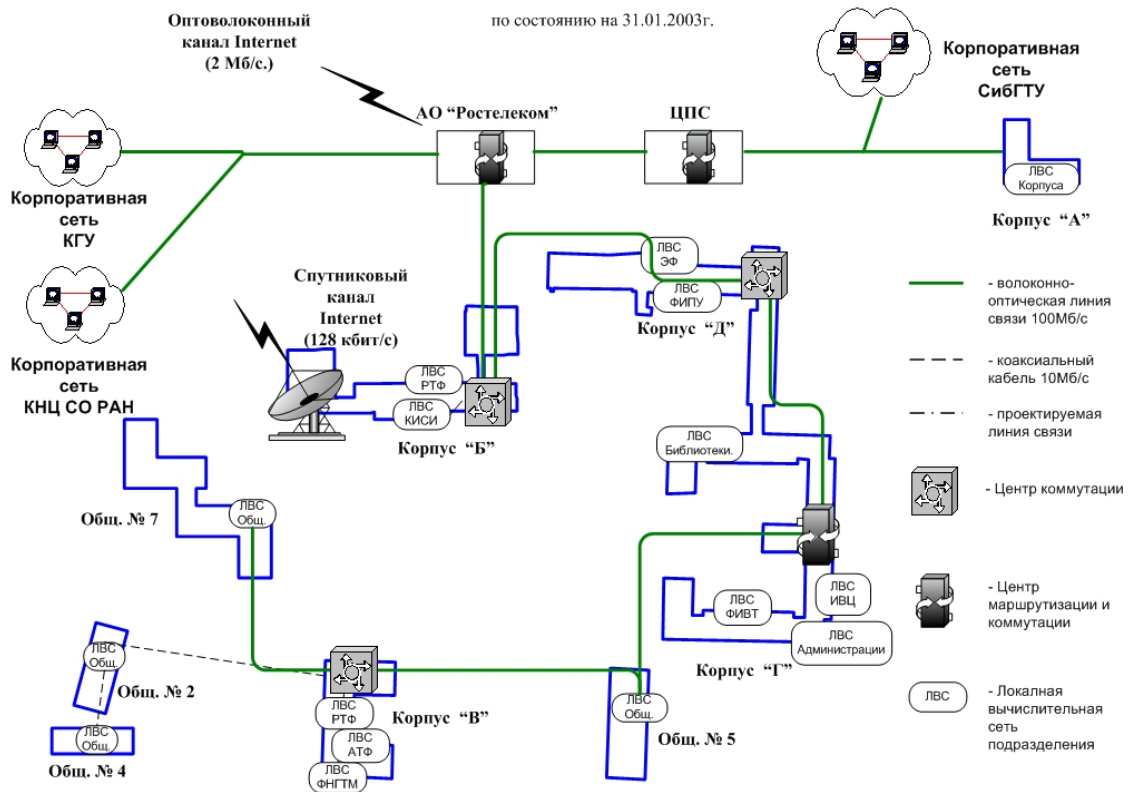 Оптоволоконный
канал Internet
(2 Мб/с.)
по состоянию на 31.01.2003г.
Корпоративная
сеть
СибГТУ
АО “Ростелеком”
ЦПС
ЛВС
Корпуса
Корпус “А”
Корпоративная
сеть
КГУ
Корпоративная
сеть
КНЦ СО РАН
Спутниковый
канал
Internet
(128 кбит/с)
ЛВС
РТФ
ЛВС
КИСИ
Корпус “Б”
ЛВС
ЭФ
ЛВС
ФИПУ
Корпус “Д”
ЛВС
Библиотеки.
- волоконно-
оптическая линия
связи 100Мб/с
- коаксиальный
кабель 10Мб/с
- проектируемая
линия связи
- Центр коммутации
- Центр
маршрутизации и
коммутации
ЛВС
- Локалная
вычислительная
сеть
подразделения
ЛВС
Общ.
Общ. № 7
ЛВС
ФИВТ
ЛВС
ИВЦ
ЛВС
Администрации
Корпус “Г”
ЛВС
Общ.
Общ. № 2
ЛВС
Общ.
Общ. № 4
ЛВС
РТФ
ЛВС
АТФ
ЛВС
ФНГТМ
Корпус “В”
ЛВС
Общ.
Общ. № 5